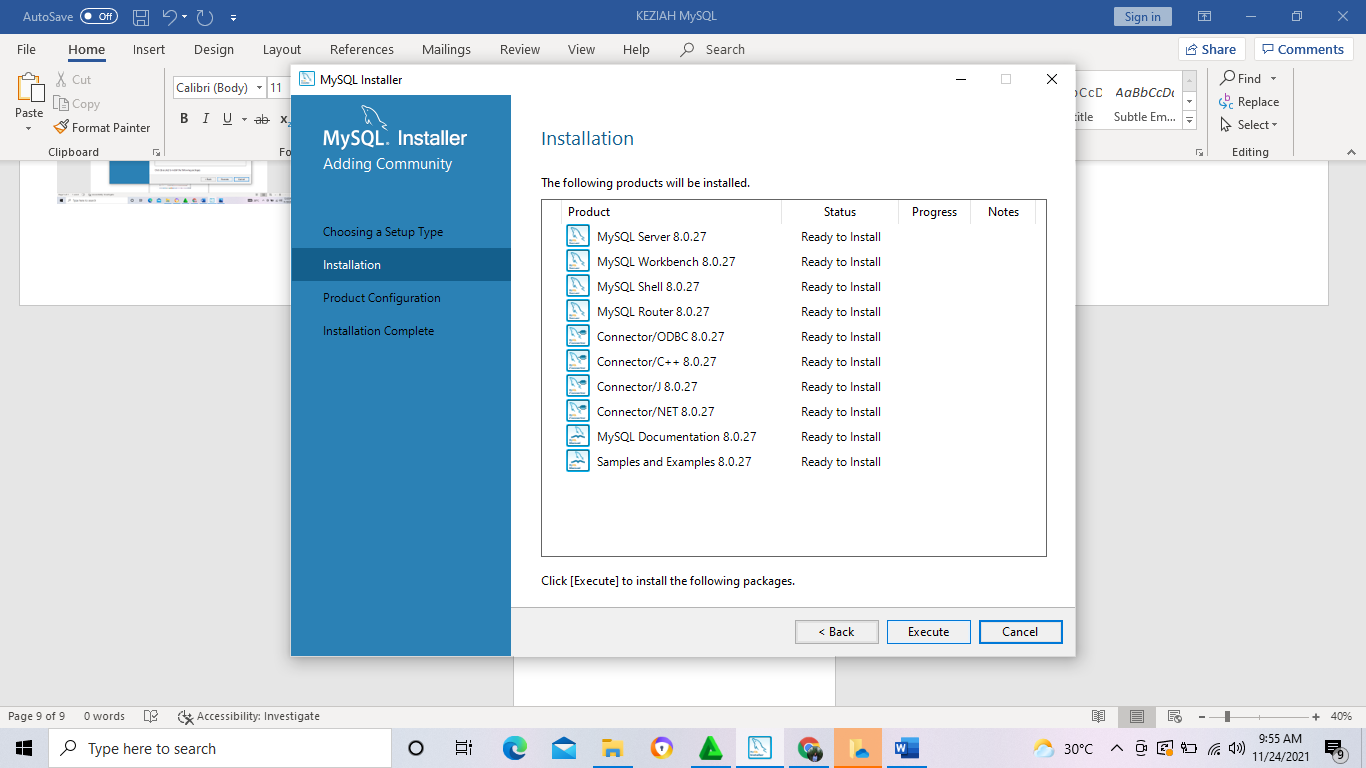 AutoSave Off KEZIAH MySQL Sign in
File Home Insert Design Layout References Mailings Review View Help Search Share Comments
Paste
Cut
Copy
Format Painter
Clipboard
Calibri (Body) 11
B I U ab x
AaBbCcDc
Subtle Em...
Find
Replace
Select
Editing
MySQL Installer
MySQL. Installer
Adding Community
Choosing a Setup Type
Installation
Product Configuration
Installation Complete
Installation
The following products will be installed.
Product Status Progress Notes
MySQL Server 8.0.27 Ready to Install
MySQL Workbench 8.0.27 Ready to Install
MySQL Shell 8.0.27 Ready to Install
MySQL Router 8.0.27 Ready to Install
Connector/ODBC 8.0.27 Ready to Install
Connector/C++ 8.0.27 Ready to Install
Connector/J 8.0.27 Ready to Install
Connector/NET 8.0.27 Ready to Install
MySQL Documentation 8.0.27 Ready to Install
Samples and Examples 8.0.27 Ready to Install
Click [Execute] to install the following packages.
< Back Execute Cancel
Page 9 of 9 0 words Accessibility: Investigate 40%
Type here to search 30°C 9:55 AM
11/24/2021
9